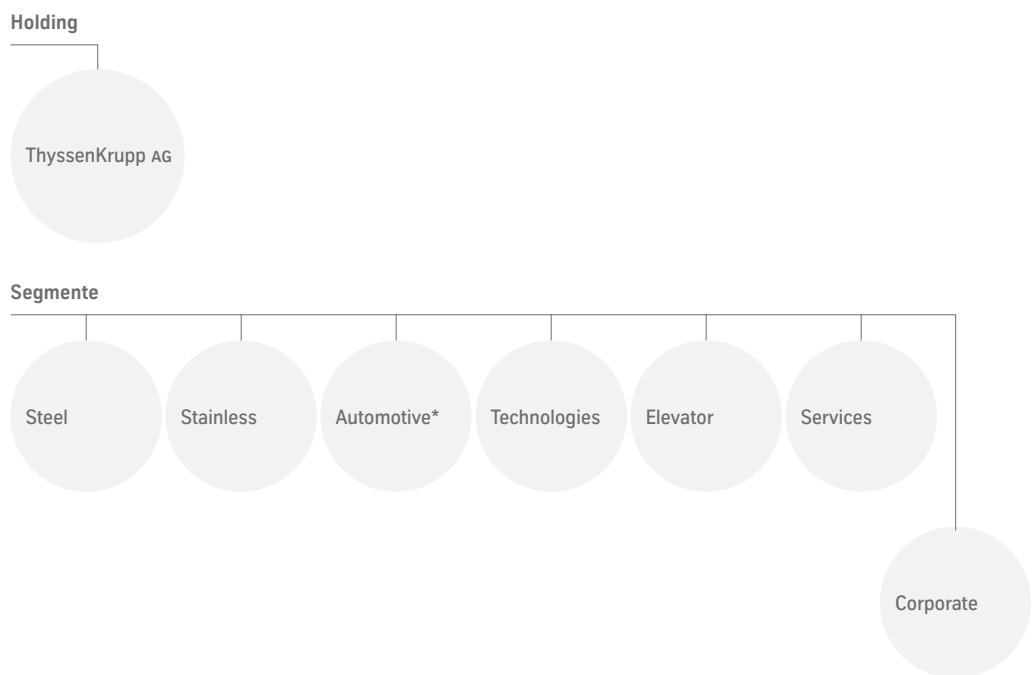 Holding
ThyssenKrupp AG
Segmente
Steel
Stainless
Automotive*
Technologies
Elevator
Services
Corporate